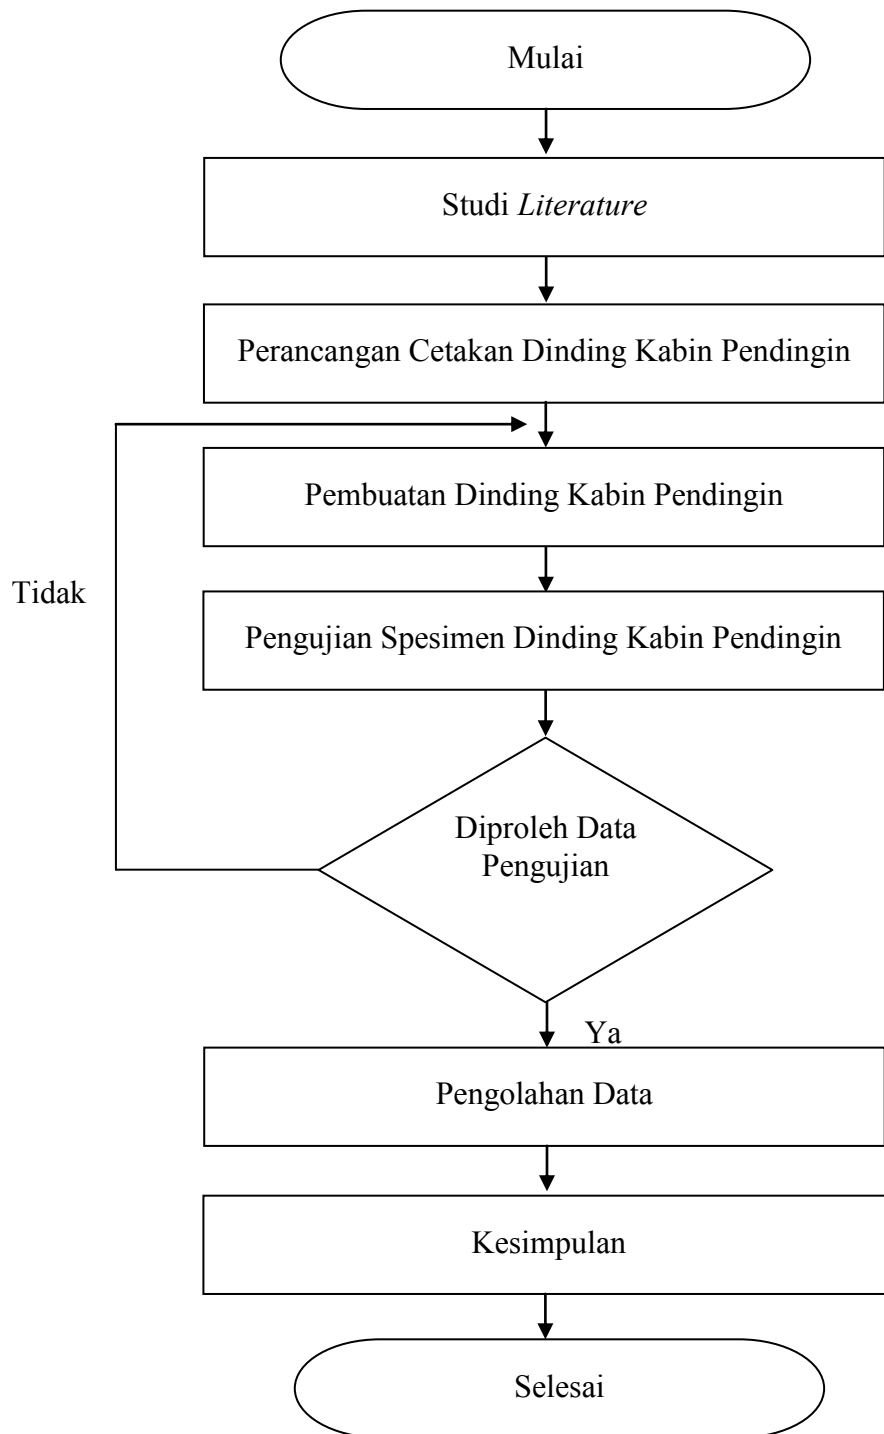 Mulai
Studi Literature
Perancangan Cetakan Dinding Kabin Pendingin
Pembuatan Dinding Kabin Pendingin
Tidak
Pengujian Spesimen Dinding Kabin Pendingin
Diproleh Data
Pengujian
Ya
Pengolahan Data
Kesimpulan
Selesai